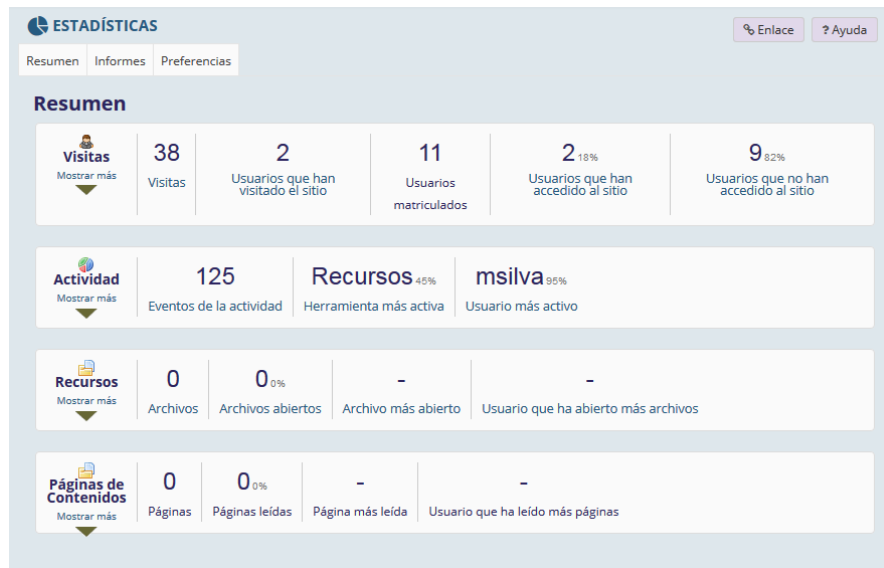 ESTADÍSTICAS
Enlace
? Ayuda
Resumen Informes Preferencias
Resumen
Visitas
Mostrar más
38
Visitas
2
Usuarios que han
visitado el sitio
11
Usuarios
matriculados
2 18%
Usuarios que han
accedido al sitio
9 82%
Usuarios que no han
accedido al sitio
Actividad
Mostrar más
125
Eventos de la actividad
Recursos 46%
Herramienta más activa
msilva 95%
Usuario más activo
Recursos
Mostrar más
0
Archivos
0 0%
Archivos abiertos
-
Archivo más abierto
-
Usuario que ha abierto más archivos
Páginas de
Contenidos
Mostrar más
0
Páginas
0 0%
Páginas leídas
-
Página más leída
-
Usuario que ha leído más páginas